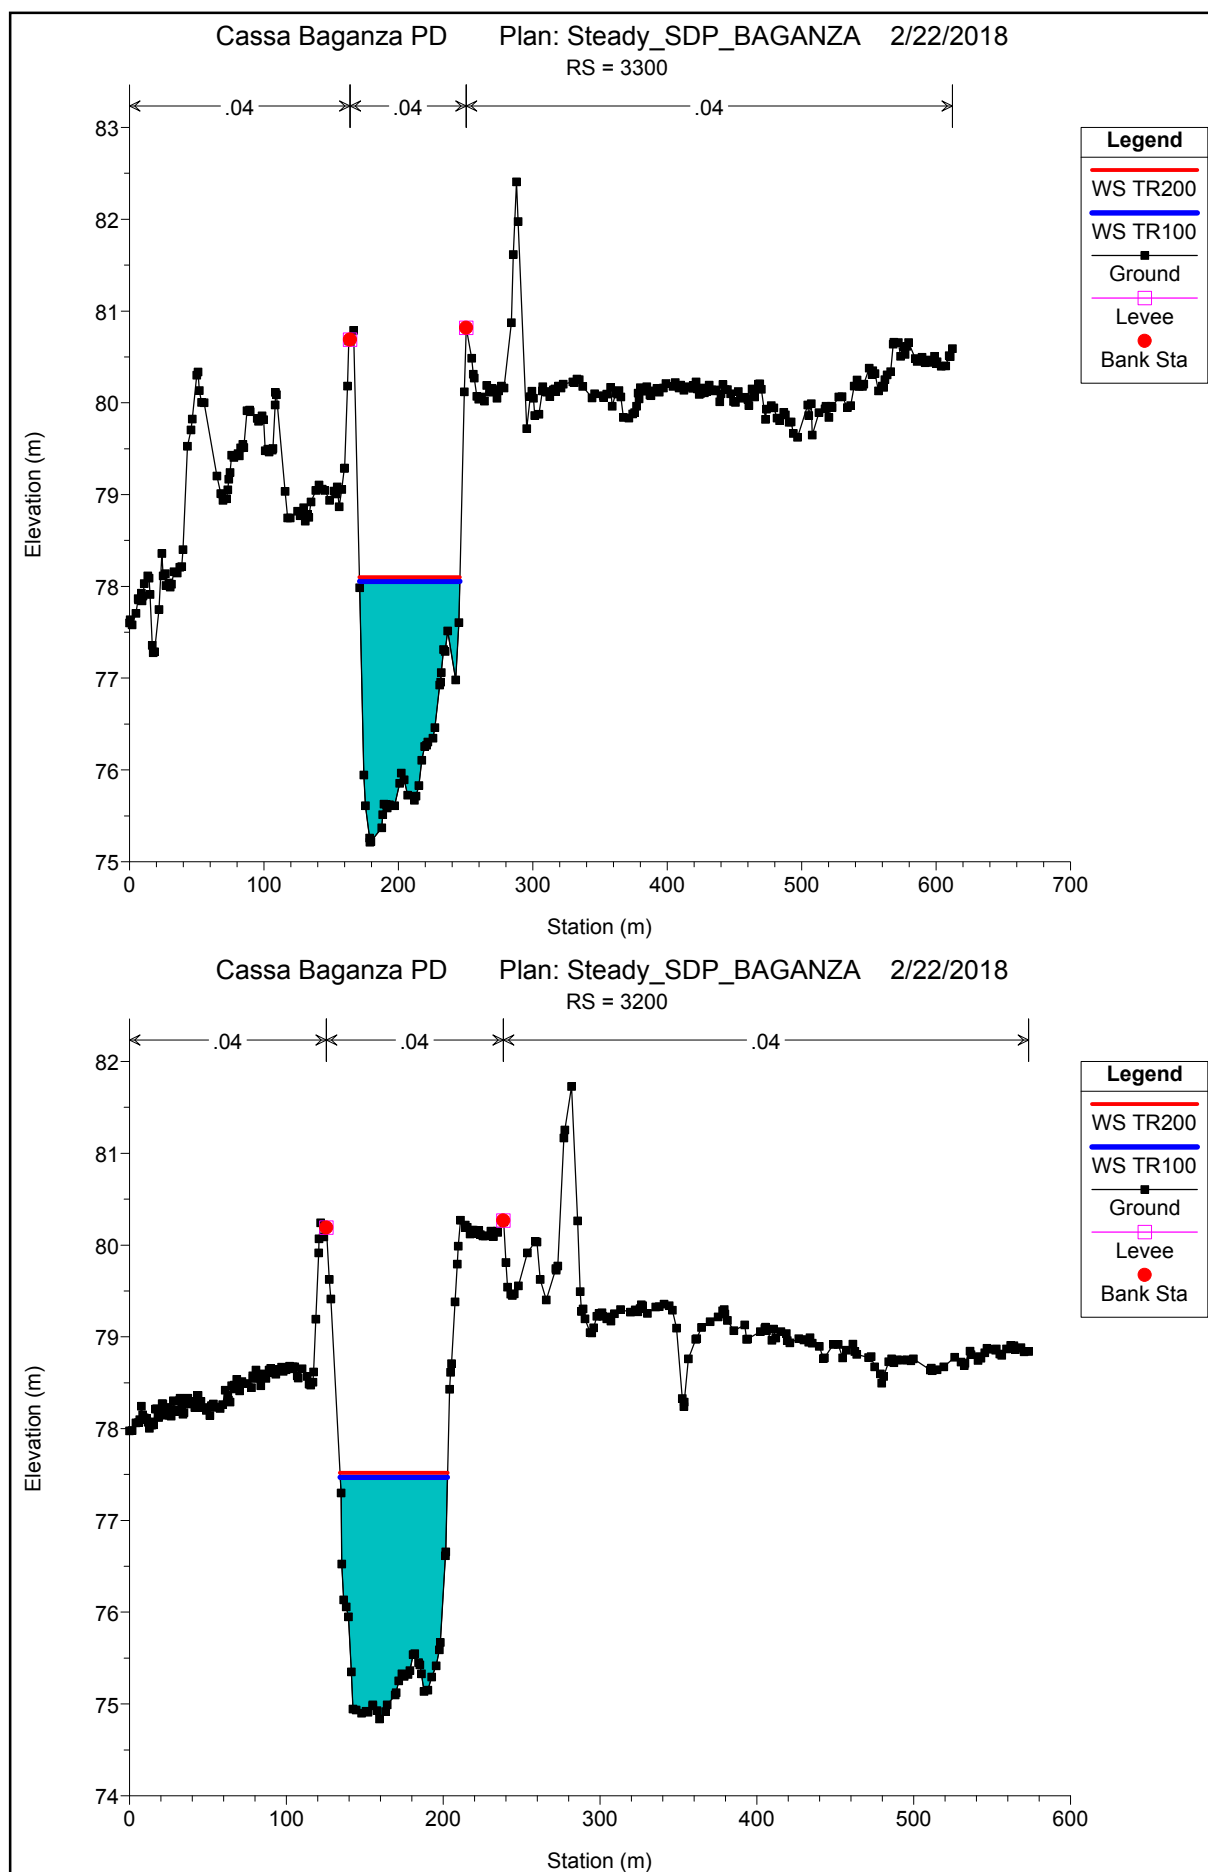 Cassa Baganza PD Plan: Steady_SDP_BAGANZA 2/22/2018
RS = 3300
.04 .04 .04
83
82
81
80
79
78
77
76
75
Elevation (m)
0 100 200 300 400 500 600 700
Station (m)
Legend
WS TR200
WS TR100
Ground
Levee
Bank Sta
Cassa Baganza PD Plan: Steady_SDP_BAGANZA 2/22/2018
RS = 3200
.04 .04 .04
82
81
80
79
78
77
76
75
74
Elevation (m)
0 100 200 300 400 500 600
Station (m)
Legend
WS TR200
WS TR100
Ground
Levee
Bank Sta